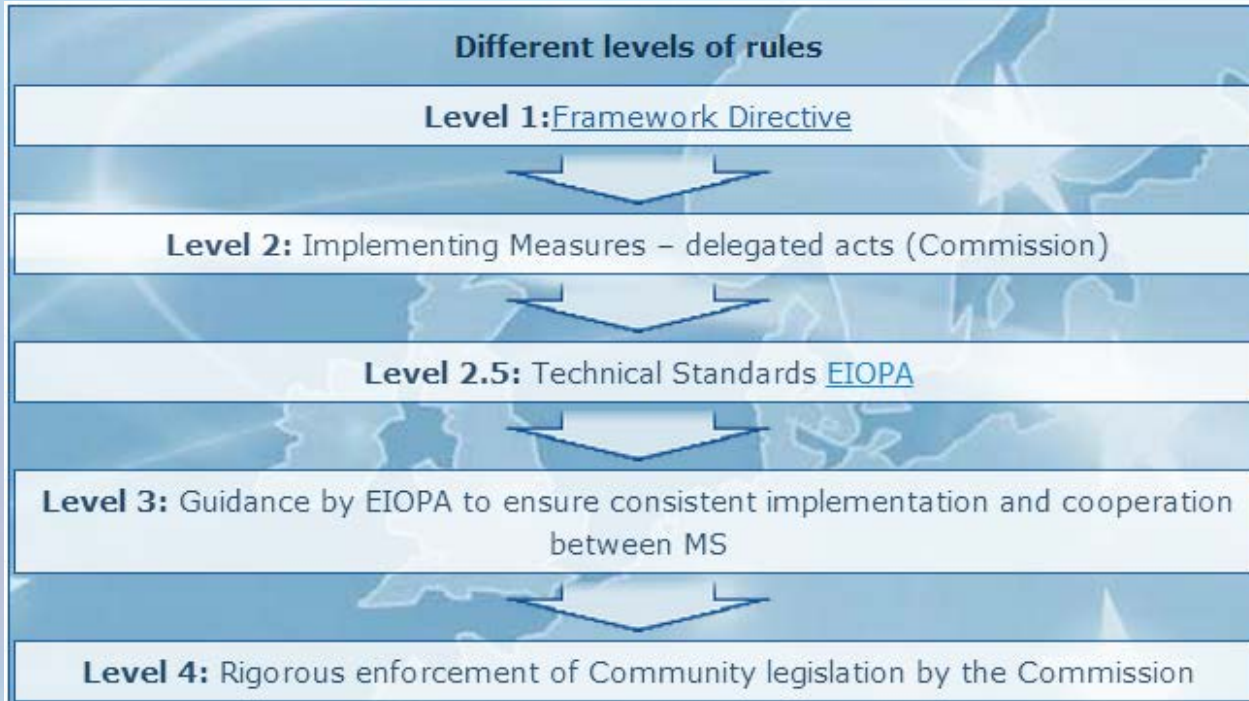 Different levels of rules
Level 1:Framework Directive
Level 2: Implementing Measures – delegated acts (Commission)
Level 2.5: Technical Standards EIOPA
Level 3: Guidance by EIOPA to ensure consistent implementation and cooperation
between MS
Level 4: Rigorous enforcement of Community legislation by the Commission